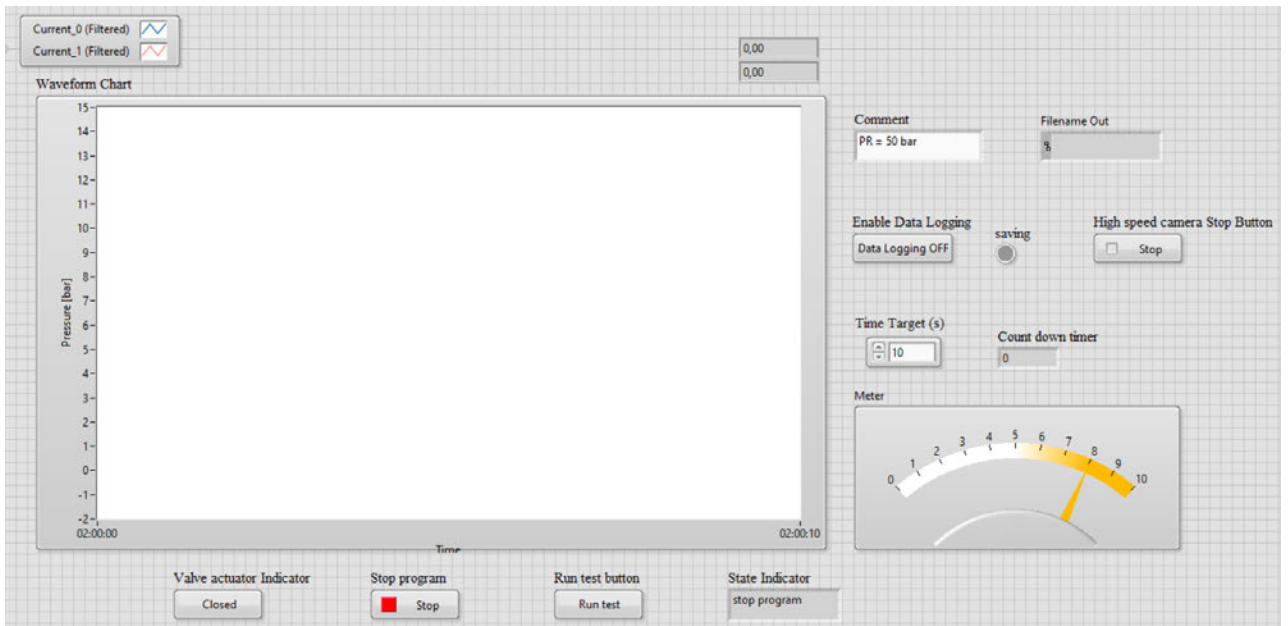 Current_0 (Filtered)
Current_1 (Filtered)
0,00
0,00
Waveform Chart
15
14
13
12
11
10
9
8
7
6
5
4
3
2
1
0
-1
-2
Pressure [bar]
02:00:00
02:00:10
Time
Comment
PR = 50 bar
Filename Out
%
Enable Data Logging
Data Logging OFF
saving
High speed camera Stop Button
Stop
Time Target (s)
10
Count down timer
0
Meter
0 1 2 3 4 5 6 7 8 9 10
Valve actuator Indicator
Closed
Stop program
Stop
Run test button
Run test
State Indicator
stop program